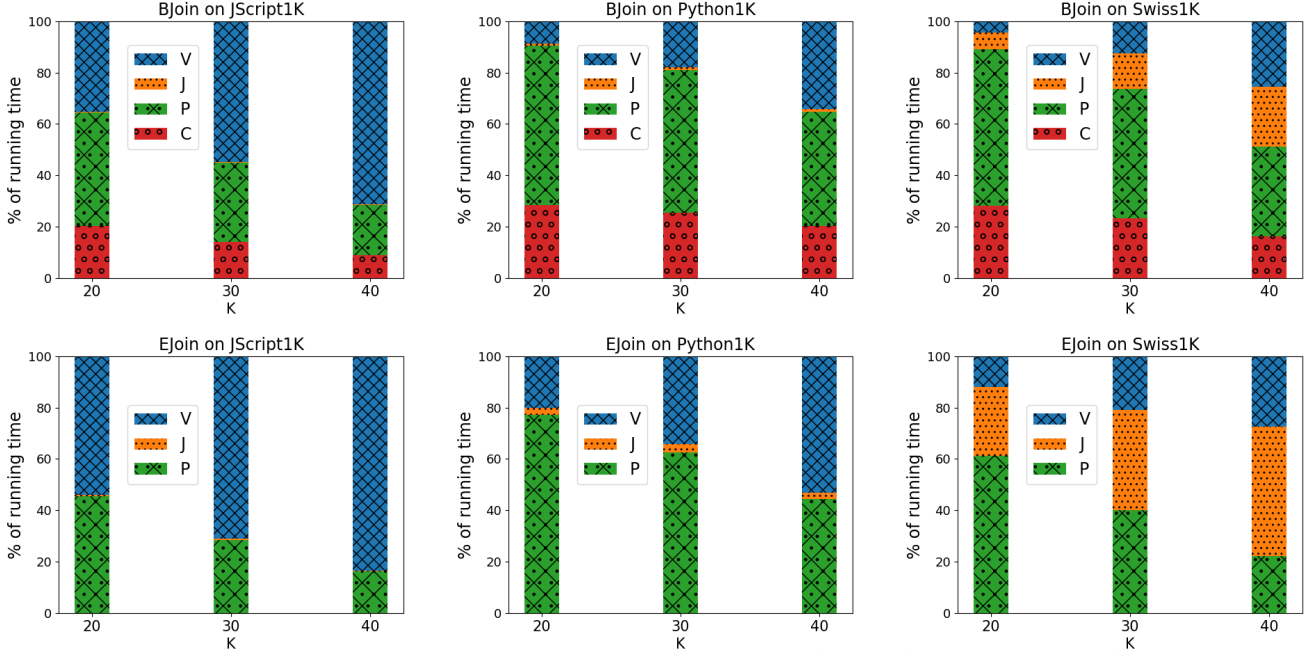 BJoin on JScript1K
% of running time
100
80
60
40
20
0
V
J
P
C
20 30 40
K
BJoin on Python1K
% of running time
100
80
60
40
20
0
V
J
P
C
20 30 40
K
BJoin on Swiss1K
% of running time
100
80
60
40
20
0
V
J
P
C
20 30 40
K
EJoin on JScript1K
% of running time
100
80
60
40
20
0
V
J
P
20 30 40
K
EJoin on Python1K
% of running time
100
80
60
40
20
0
V
J
P
20 30 40
K
EJoin on Swiss1K
% of running time
100
80
60
40
20
0
V
J
P
20 30 40
K